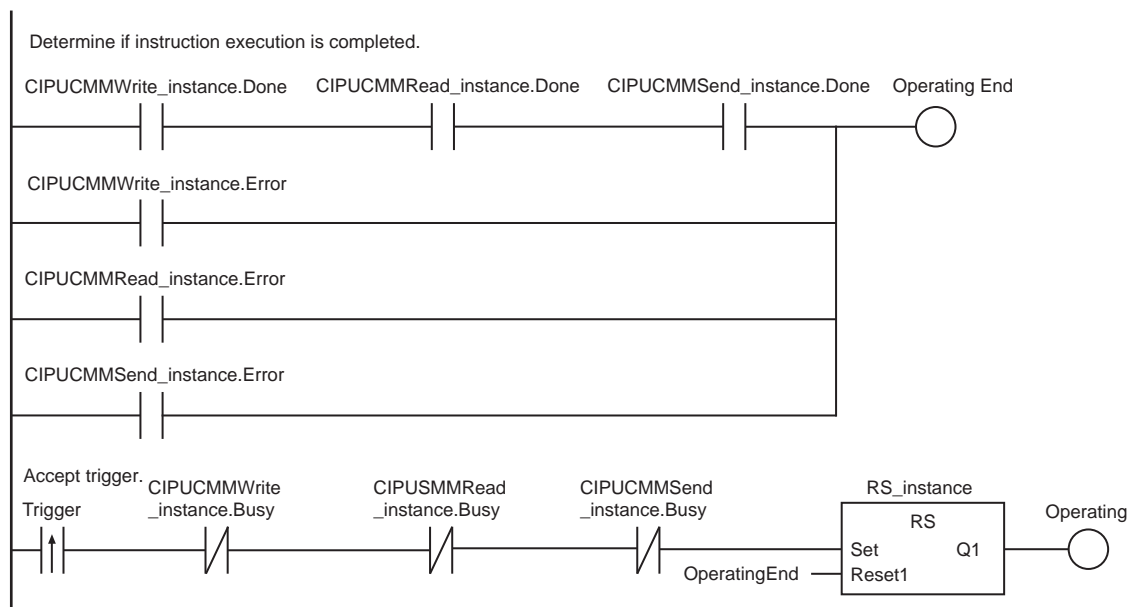 Determine if instruction execution is completed.
CIPUCMMWrite_instance.Done CIPUCMMRead_instance.Done CIPUCMMSend_instance.Done Operating End
CIPUCMMWrite_instance.Error
CIPUCMMRead_instance.Error
CIPUCMMSend_instance.Error
Accept trigger.
Trigger
CIPUCMMWrite
_instance.Busy
CIPUSMMRead
_instance.Busy
CIPUCMMSend
_instance.Busy
RS_instance
RS
Set Q1
OperatingEnd Reset1
Operating